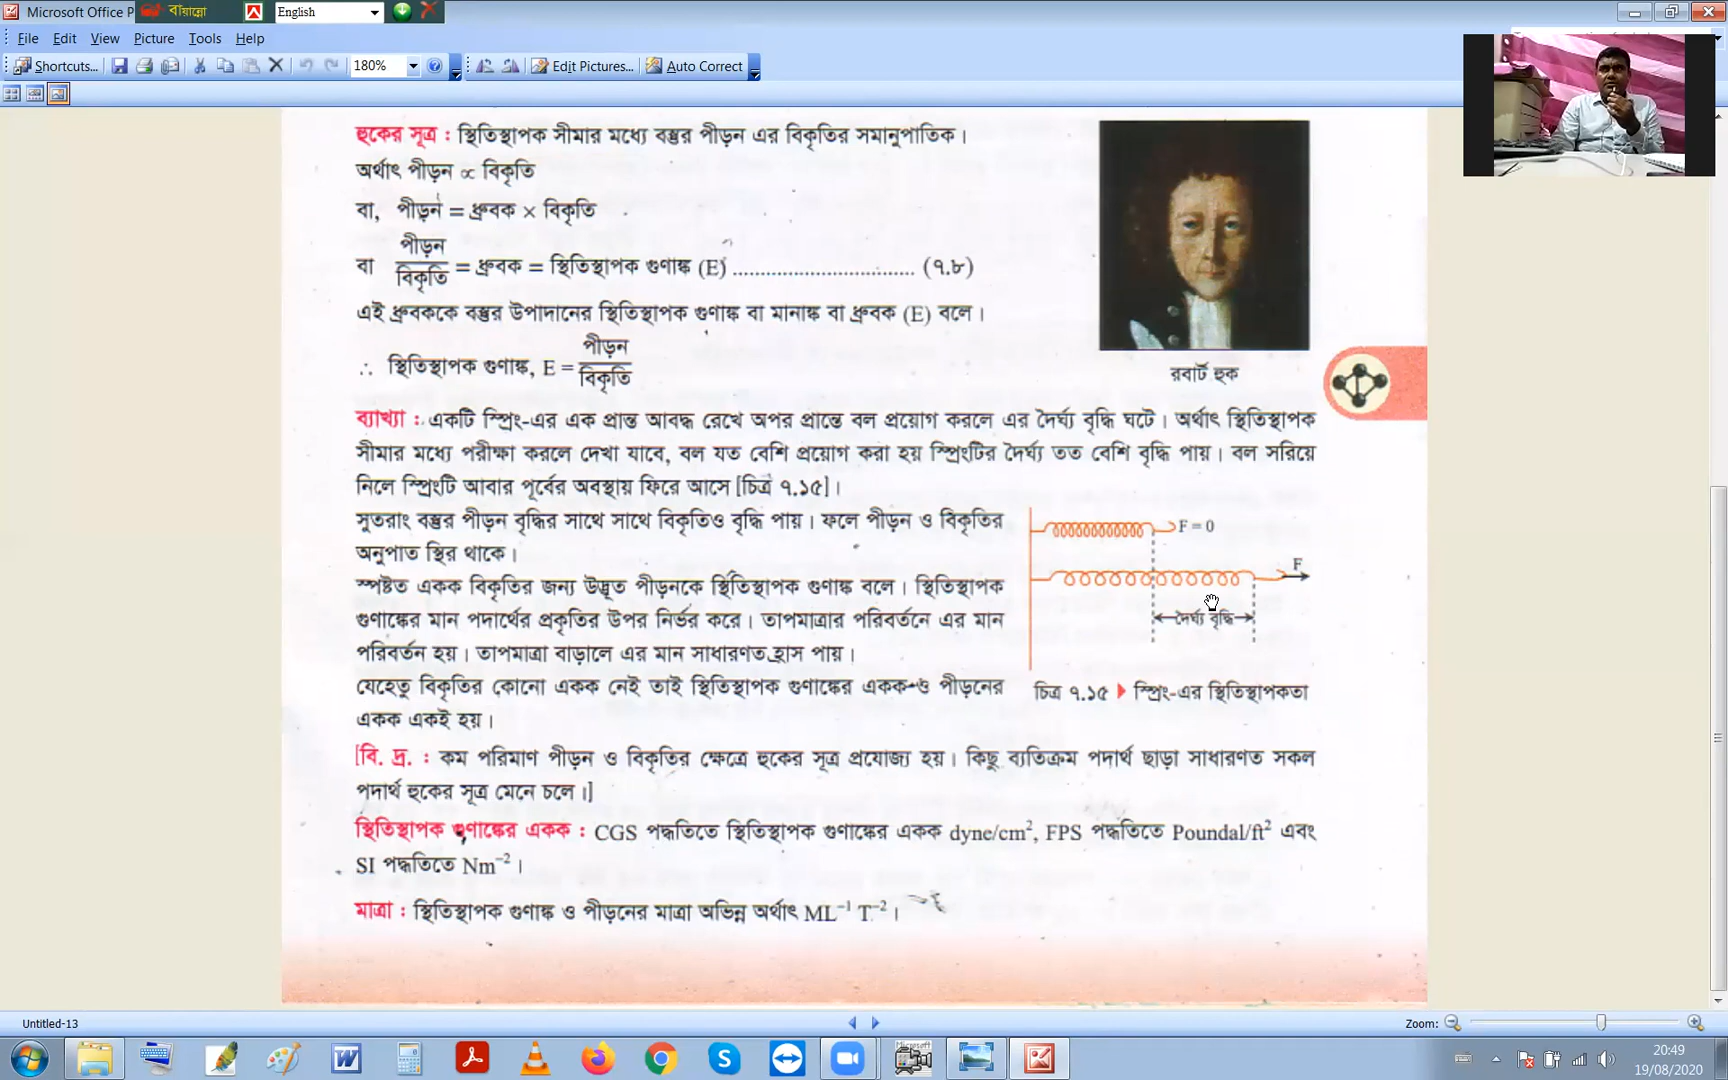 Microsoft Office P
বায়ান্নো
English
File Edit View Picture Tools Help
Shortcuts... 180% Edit Pictures... Auto Correct
হুকের সূত্র : স্থিতিস্থাপক সীমার মধ্যে বস্তুর পীড়ন এর বিকৃতির সমানুপাতিক।
অর্থাৎ পীড়ন ∝ বিকৃতি
বা, পীড়ন = ধ্রুবক × বিকৃতি
বা পীড়ন/বিকৃতি = ধ্রুবক = স্থিতিস্থাপক গুণাঙ্ক (E) ................................ (৭.৮)
এই ধ্রুবককে বস্তুর উপাদানের স্থিতিস্থাপক গুণাঙ্ক বা মানাঙ্ক বা ধ্রুবক (E) বলে।
∴ স্থিতিস্থাপক গুণাঙ্ক, E = পীড়ন/বিকৃতি
রবার্ট হুক
ব্যাখ্যা : একটি স্প্রিং-এর এক প্রান্ত আবদ্ধ রেখে অপর প্রান্তে বল প্রয়োগ করলে এর দৈর্ঘ্য বৃদ্ধি ঘটে। অর্থাৎ স্থিতিস্থাপক
সীমার মধ্যে পরীক্ষা করলে দেখা যাবে, বল যত বেশি প্রয়োগ করা হয় স্প্রিংটির দৈর্ঘ্য তত বেশি বৃদ্ধি পায়। বল সরিয়ে
নিলে স্প্রিংটি আবার পূর্বের অবস্থায় ফিরে আসে [চিত্র ৭.১৫]।
সুতরাং বস্তুর পীড়ন বৃদ্ধির সাথে সাথে বিকৃতিও বৃদ্ধি পায়। ফলে পীড়ন ও বিকৃতির
অনুপাত স্থির থাকে।
স্পষ্টত একক বিকৃতির জন্য উদ্ভূত পীড়নকে স্থিতিস্থাপক গুণাঙ্ক বলে। স্থিতিস্থাপক
গুণাঙ্কের মান পদার্থের প্রকৃতির উপর নির্ভর করে। তাপমাত্রার পরিবর্তনে এর মান
পরিবর্তন হয়। তাপমাত্রা বাড়ালে এর মান সাধারণত হ্রাস পায়।
যেহেতু বিকৃতির কোনো একক নেই তাই স্থিতিস্থাপক গুণাঙ্কের একক ও পীড়নের
একক একই হয়।
F = 0
F
দৈর্ঘ্য বৃদ্ধি
চিত্র ৭.১৫ ▶ স্প্রিং-এর স্থিতিস্থাপকতা
[বি. দ্র. : কম পরিমাণ পীড়ন ও বিকৃতির ক্ষেত্রে হুকের সূত্র প্রযোজ্য হয়। কিছু ব্যতিক্রম পদার্থ ছাড়া সাধারণত সকল
পদার্থ হুকের সূত্র মেনে চলে।]
স্থিতিস্থাপক গুণাঙ্কের একক : CGS পদ্ধতিতে স্থিতিস্থাপক গুণাঙ্কের একক dyne/cm², FPS পদ্ধতিতে Poundal/ft² এবং
SI পদ্ধতিতে Nm⁻²।
মাত্রা : স্থিতিস্থাপক গুণাঙ্ক ও পীড়নের মাত্রা অভিন্ন অর্থাৎ ML⁻¹ T⁻²।
Untitled-13
Zoom:
20:49
19/08/2020